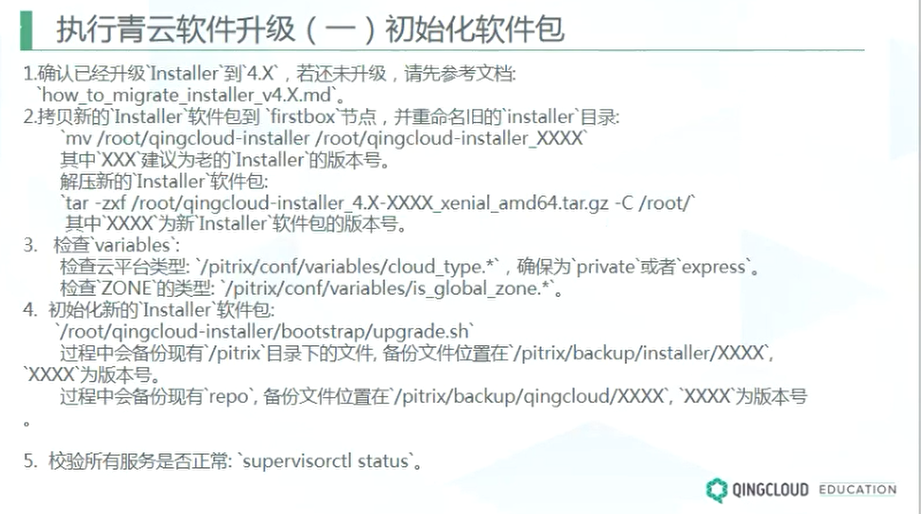 执行青云软件升级（一）初始化软件包
1.确认已经升级`Installer`到`4.X`，若还未升级，请先参考文档:
`how_to_migrate_installer_v4.X.md`。
2.拷贝新的`Installer`软件包到 `firstbox`节点，并重命名旧的`installer`目录:
`mv /root/qingcloud-installer /root/qingcloud-installer_XXXX`
其中`XXX`建议为老的`Installer`的版本号。
解压新的`Installer`软件包:
`tar -zxf /root/qingcloud-installer_4.X-XXXX_xenial_amd64.tar.gz -C /root/`
其中`XXXX`为新`Installer`软件包的版本号。
3. 检查`variables`:
检查云平台类型: `/pitrix/conf/variables/cloud_type.*`，确保为`private`或者`express`。
检查`ZONE`的类型: `/pitrix/conf/variables/is_global_zone.*`。
4. 初始化新的`Installer`软件包:
`/root/qingcloud-installer/bootstrap/upgrade.sh`
过程中会备份现有`/pitrix`目录下的文件, 备份文件位置在`/pitrix/backup/installer/XXXX`,
`XXXX`为版本号。
过程中会备份现有`repo`, 备份文件位置在`/pitrix/backup/qingcloud/XXXX`, `XXXX`为版本号
。
5. 校验所有服务是否正常: `supervisorctl status`。
QINGCLOUD EDUCATION